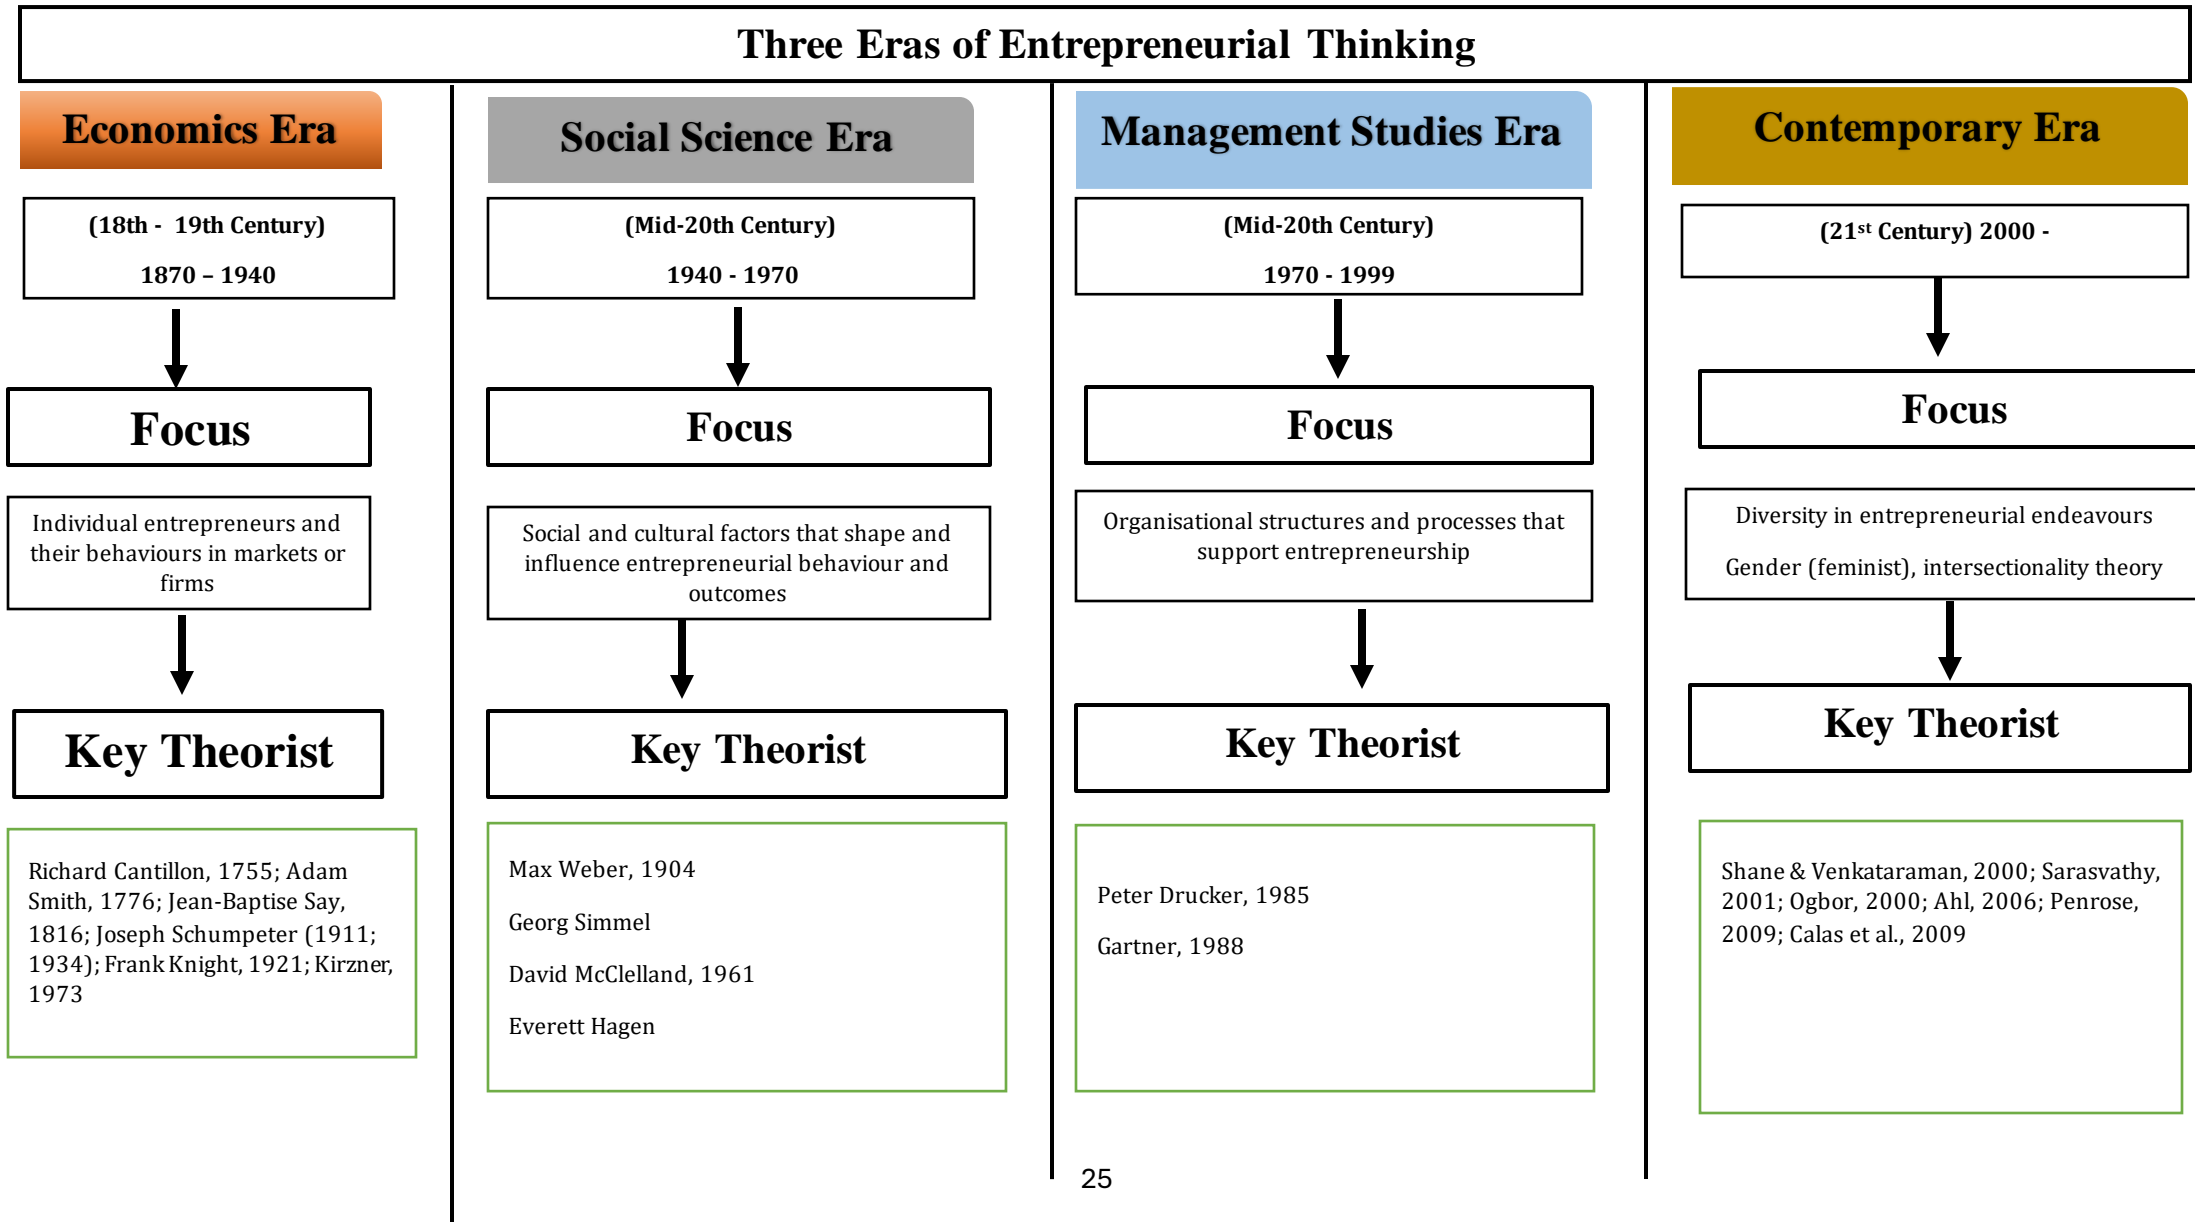 Three Eras of Entrepreneurial Thinking
Economics Era
(18th - 19th Century)
1870 – 1940
Focus
Individual entrepreneurs and
their behaviours in markets or
firms
Key Theorist
Richard Cantillon, 1755; Adam
Smith, 1776; Jean-Baptise Say,
1816; Joseph Schumpeter (1911;
1934); Frank Knight, 1921; Kirzner,
1973
Social Science Era
(Mid-20th Century)
1940 - 1970
Focus
Social and cultural factors that shape and
influence entrepreneurial behaviour and
outcomes
Key Theorist
Max Weber, 1904
Georg Simmel
David McClelland, 1961
Everett Hagen
Management Studies Era
(Mid-20th Century)
1970 - 1999
Focus
Organisational structures and processes that
support entrepreneurship
Key Theorist
Peter Drucker, 1985
Gartner, 1988
Contemporary Era
(21st Century) 2000 -
Focus
Diversity in entrepreneurial endeavours
Gender (feminist), intersectionality theory
Key Theorist
Shane & Venkataraman, 2000; Sarasvathy,
2001; Ogbor, 2000; Ahl, 2006; Penrose,
2009; Calas et al., 2009
25